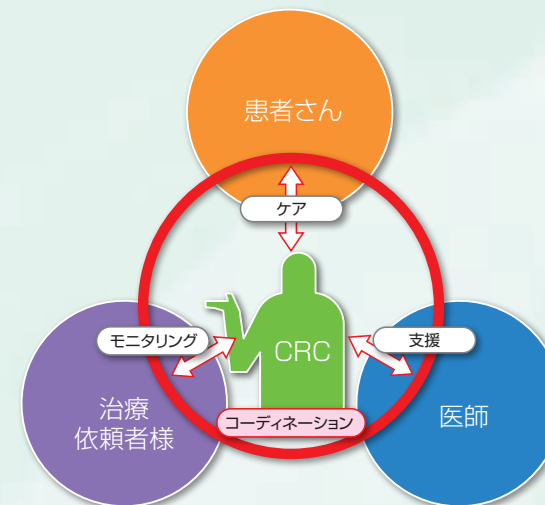 患者さん
ケア
モニタリング
CRC
支援
治療
依頼者様
コーディネーション
医師